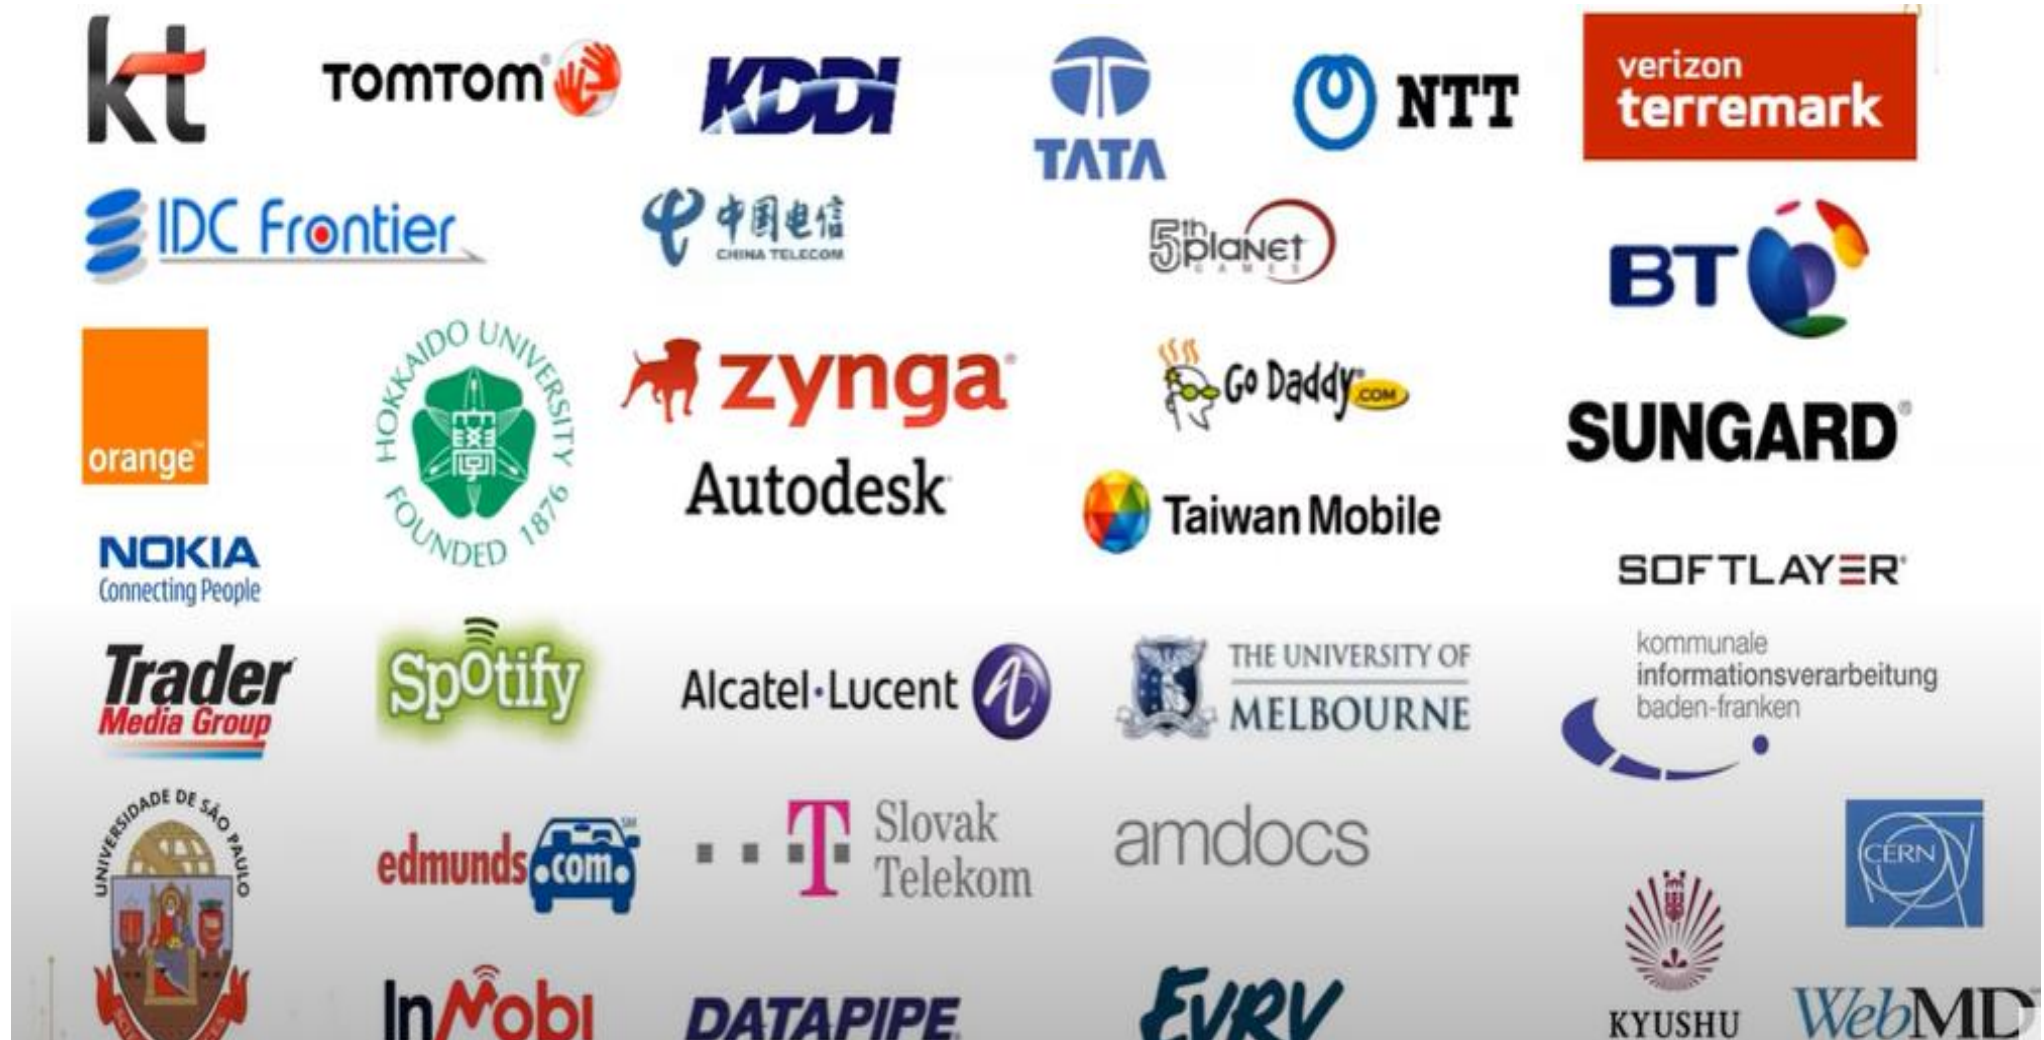 kt
TOMTOM®
KDDI
TATA
NTT
verizon
terremark
IDC Frontier
中国电信
CHINA TELECOM
5th
planet
GAMES
BT
orange™
HOKKAIDO UNIVERSITY
FOUNDED 1876
zynga®
Go Daddy®.COM
SUNGARD®
Autodesk
Taiwan Mobile
NOKIA
Connecting People
SOFTLAYER®
Trader
Media Group
Spotify
Alcatel·Lucent
THE UNIVERSITY OF
MELBOURNE
kommunale
informationsverarbeitung
baden-franken
UNIVERSIDADE DE SÃO PAULO
edmunds.com
SM
T
Slovak
Telekom
amdocs
CERN
InMobi
DATAPIPE
EVRY
KYUSHU
WebMD